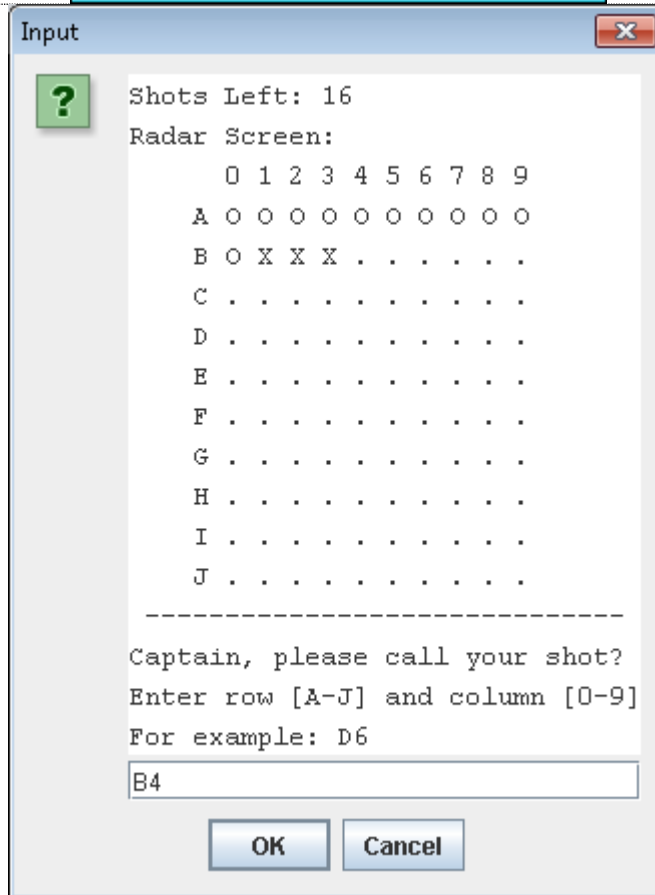 Input
?
Shots Left: 16
Radar Screen:
0 1 2 3 4 5 6 7 8 9
A O O O O O O O O O O
B O X X X . . . . . .
C . . . . . . . . . .
D . . . . . . . . . .
E . . . . . . . . . .
F . . . . . . . . . .
G . . . . . . . . . .
H . . . . . . . . . .
I . . . . . . . . . .
J . . . . . . . . . .
------------------------------
Captain, please call your shot?
Enter row [A-J] and column [0-9]
For example: D6
B4
OK Cancel